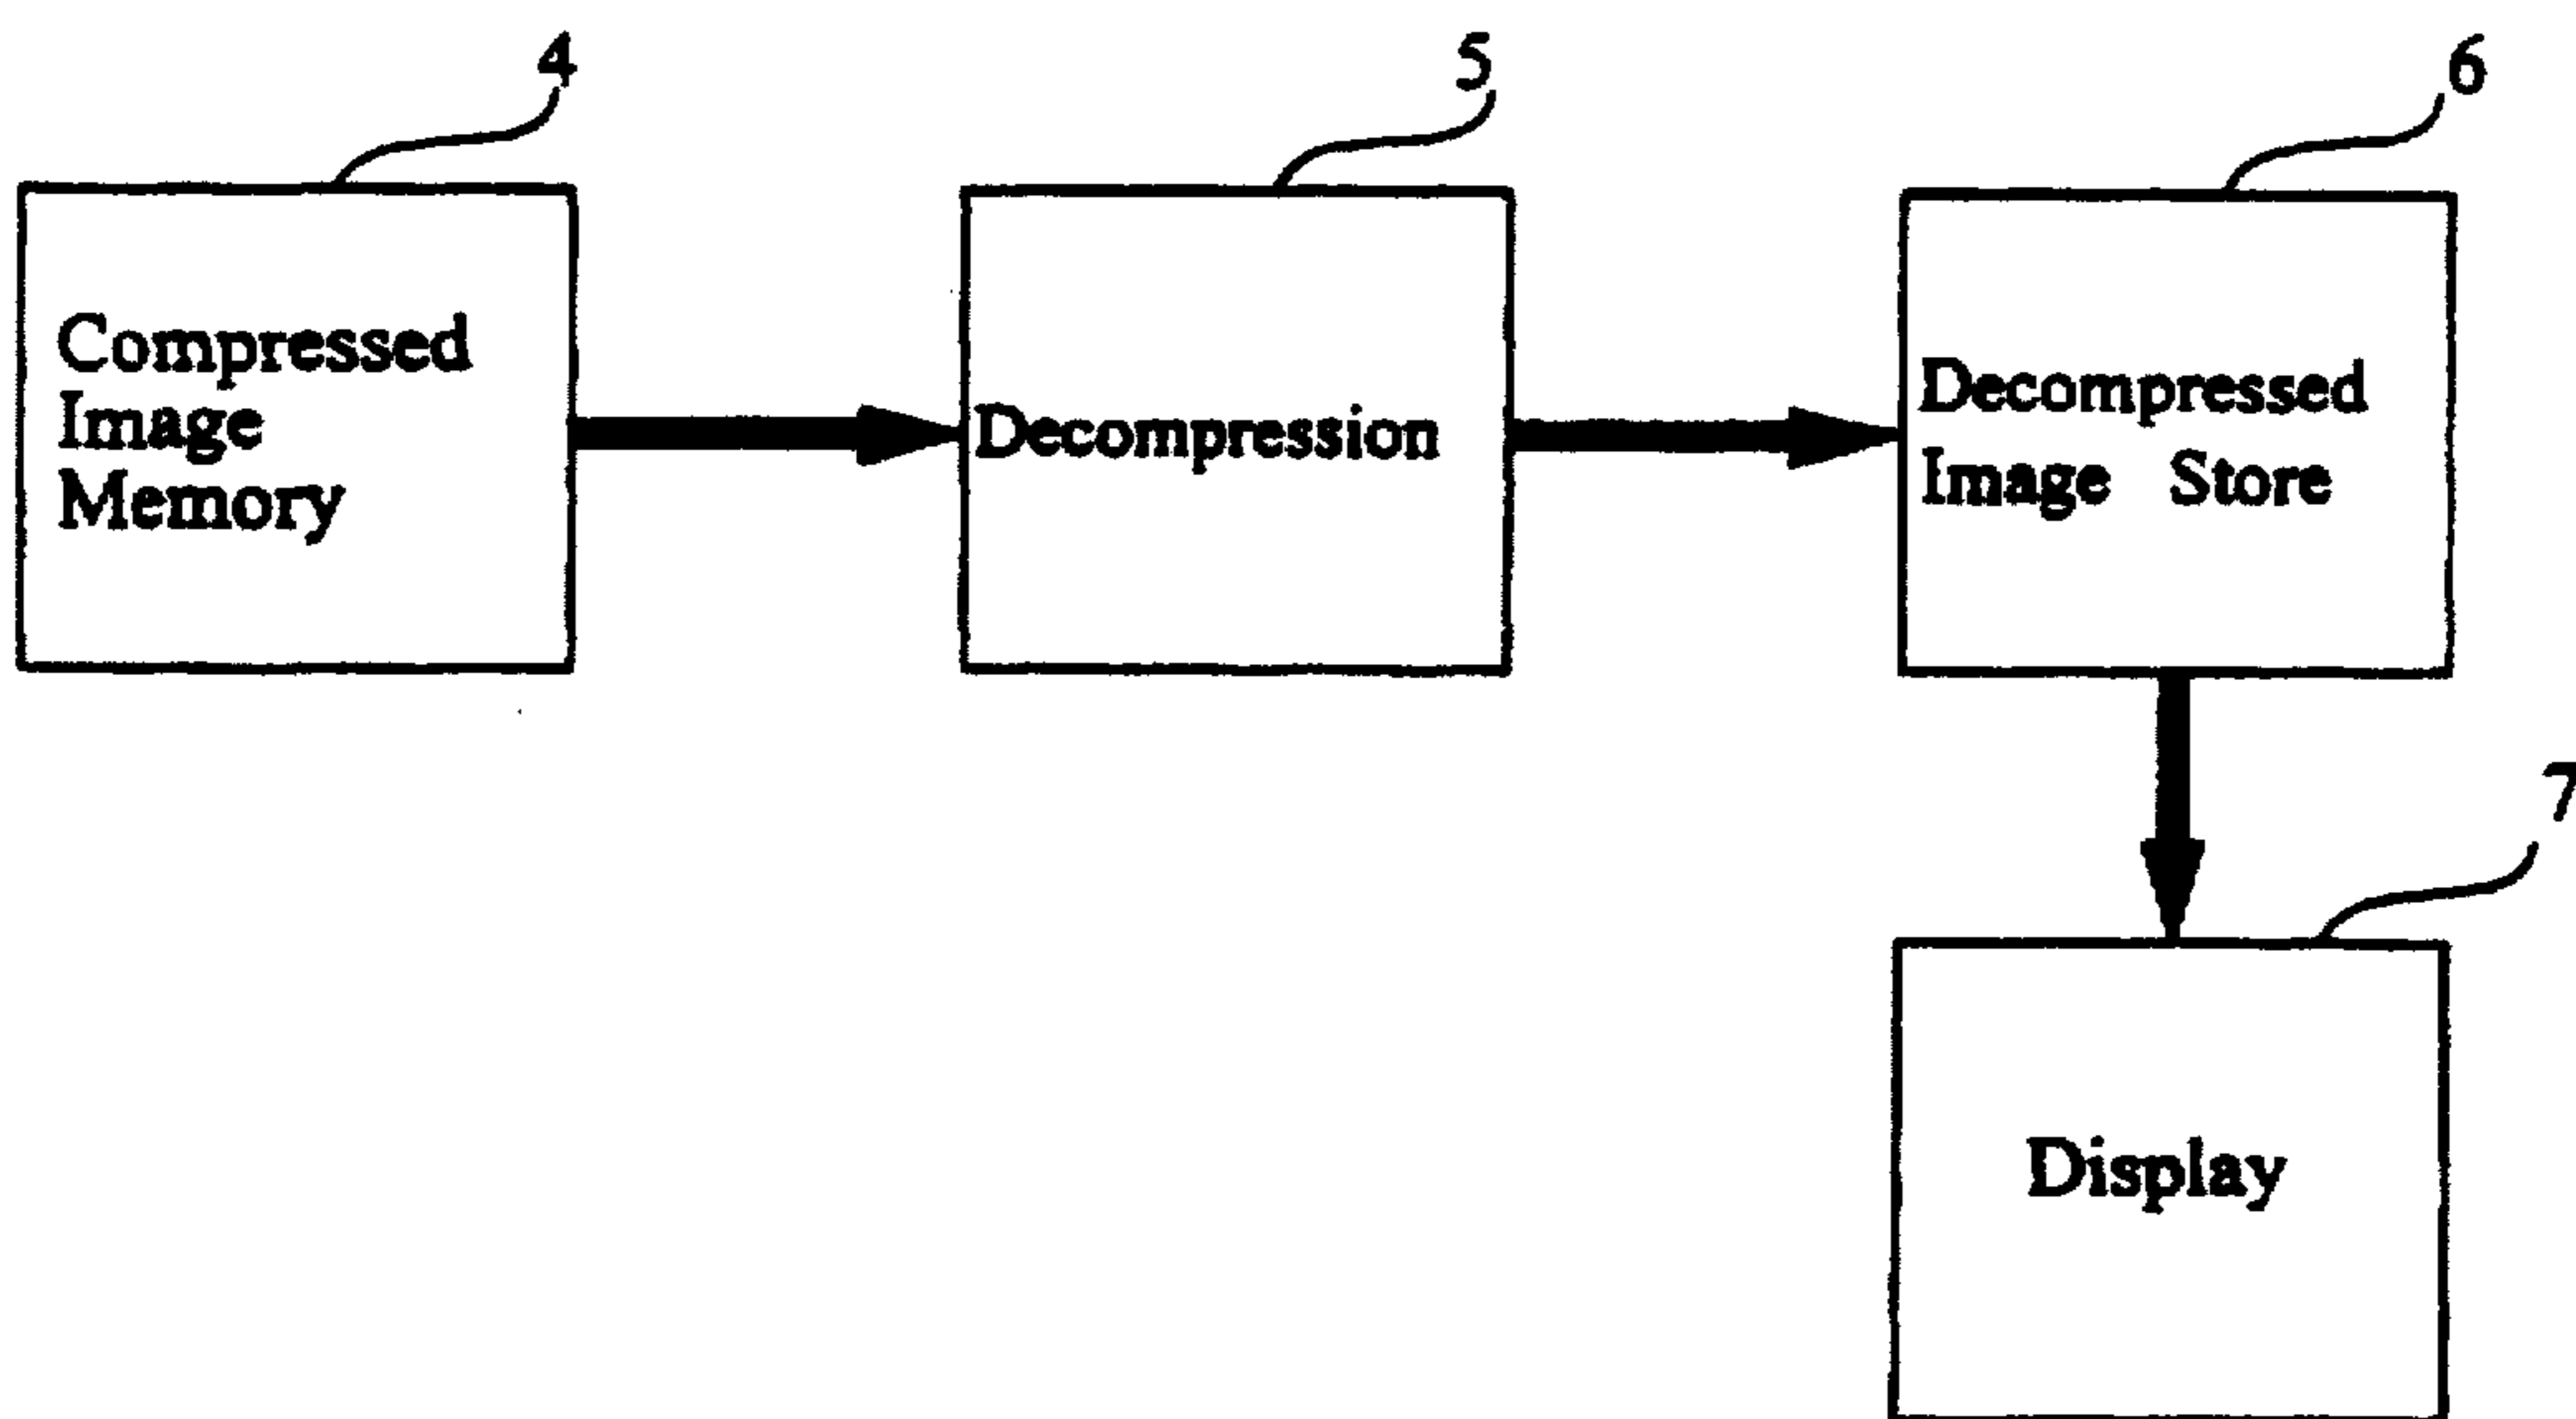 4
5
6
Compressed
Image
Memory
Decompression
Decompressed
Image Store
7
Display